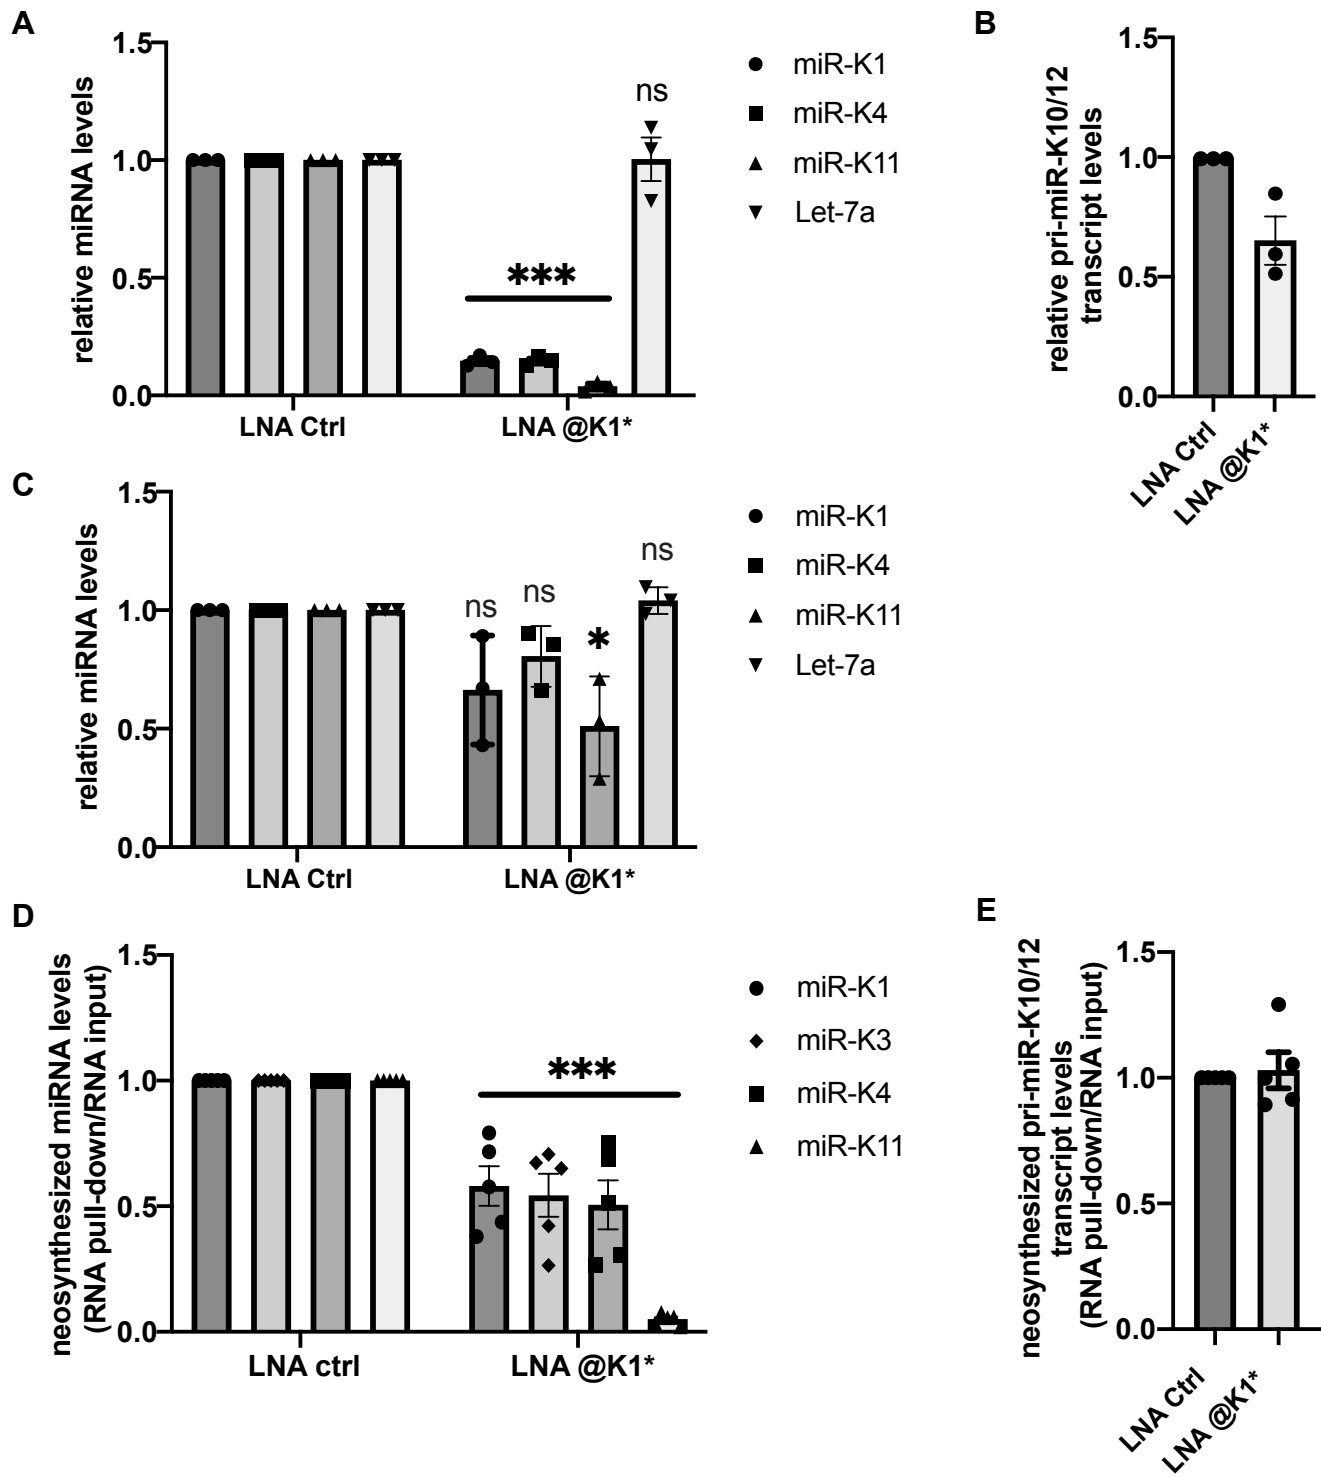 A
relative miRNA levels
1.5
1.0
0.5
0.0
ns
***
LNA Ctrl
LNA @K1*
miR-K1
miR-K4
miR-K11
Let-7a
B
relative pri-miR-K10/12
transcript levels
1.5
1.0
0.5
0.0
LNA Ctrl
LNA @K1*
C
relative miRNA levels
1.5
1.0
0.5
0.0
ns
ns
*
ns
LNA Ctrl
LNA @K1*
miR-K1
miR-K4
miR-K11
Let-7a
D
neosynthesized miRNA levels
(RNA pull-down/RNA input)
1.5
1.0
0.5
0.0
***
LNA ctrl
LNA @K1*
miR-K1
miR-K3
miR-K4
miR-K11
E
neosynthesized pri-miR-K10/12
transcript levels
(RNA pull-down/RNA input)
1.5
1.0
0.5
0.0
LNA Ctrl
LNA @K1*